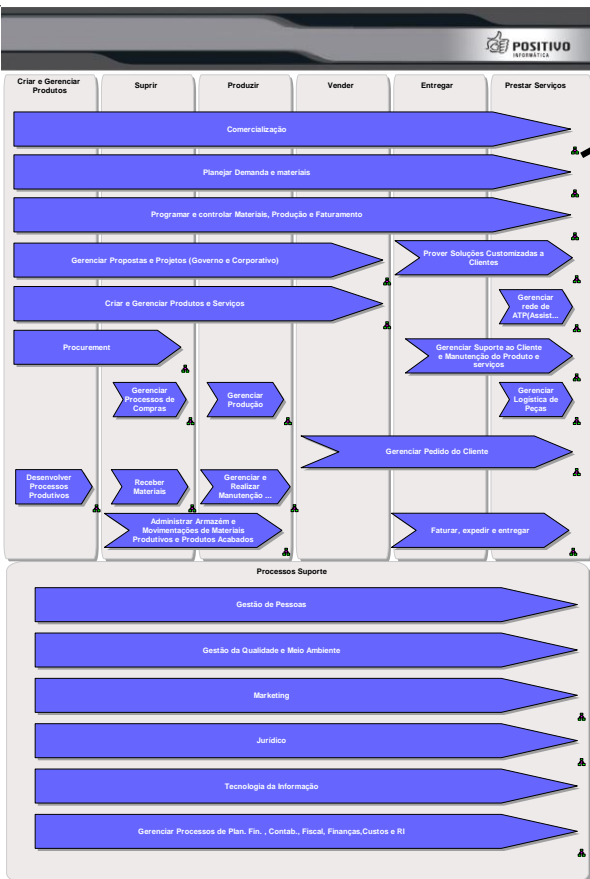 POSITIVO
INFORMÁTICA
Criar e Gerenciar
Produtos
Suprir
Produzir
Vender
Entregar
Prestar Serviços
Comercialização
Planejar Demanda e materiais
Programar e controlar Materiais, Produção e Faturamento
Gerenciar Propostas e Projetos (Governo e Corporativo)
Prover Soluções Customizadas a
Clientes
Criar e Gerenciar Produtos e Serviços
Gerenciar
rede de
ATP(Assist...
Procurement
Gerenciar Suporte ao Cliente
e Manutenção do Produto e
serviços
Gerenciar
Processos de
Compras
Gerenciar
Produção
Gerenciar
Logística de
Peças
Gerenciar Pedido do Cliente
Desenvolver
Processos
Produtivos
Receber
Materiais
Gerenciar e
Realizar
Manutenção ...
Administrar Armazém e
Movimentações de Materiais
Produtivos e Produtos Acabados
Faturar, expedir e entregar
Processos Suporte
Gestão de Pessoas
Gestão da Qualidade e Meio Ambiente
Marketing
Jurídico
Tecnologia da Informação
Gerenciar Processos de Plan. Fin. , Contab., Fiscal, Finanças,Custos e RI